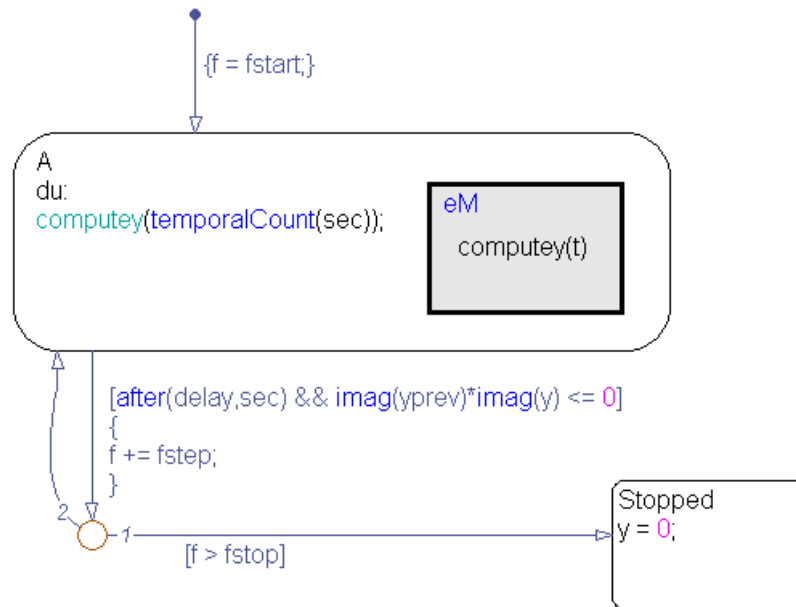 {f = fstart;}
A
du:
computey(temporalCount(sec));
eM
computey(t)
[after(delay,sec) && imag(yprev)*imag(y) <= 0]
{
f += fstep;
}
2
1
[f > fstop]
Stopped
y = 0;